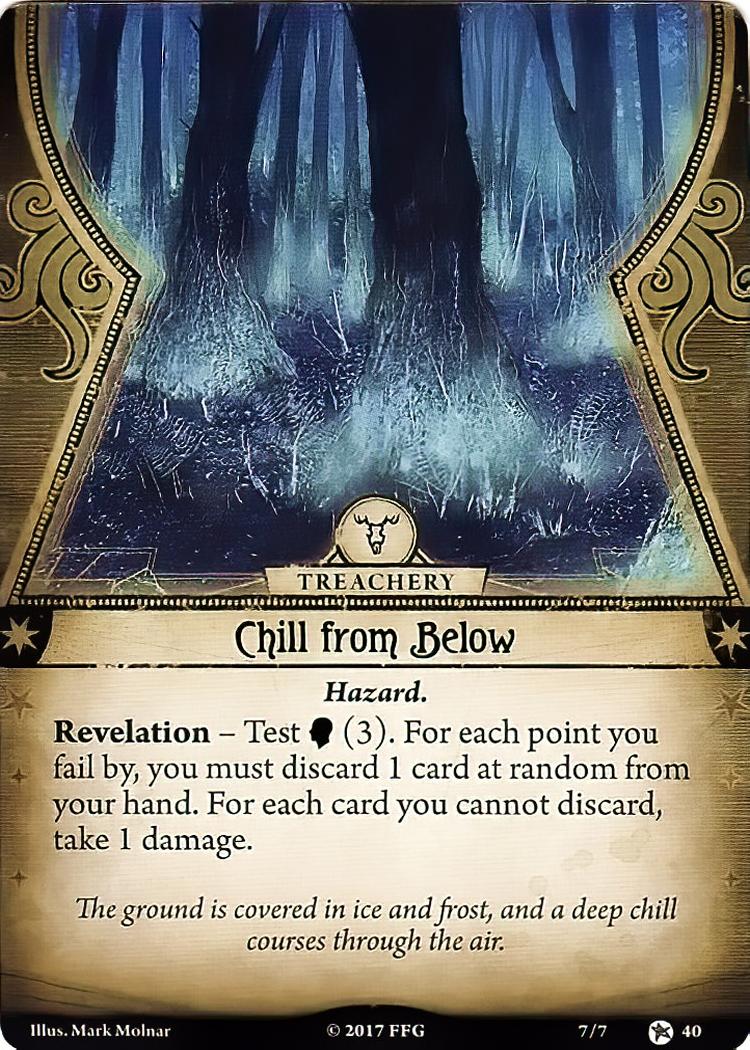 TREACHERY
Chill from Below
Hazard.
Revelation – Test (3). For each point you
fail by, you must discard 1 card at random from
your hand. For each card you cannot discard,
take 1 damage.
The ground is covered in ice and frost, and a deep chill
courses through the air.
Illus. Mark Molnar © 2017 FFG 7/7 40